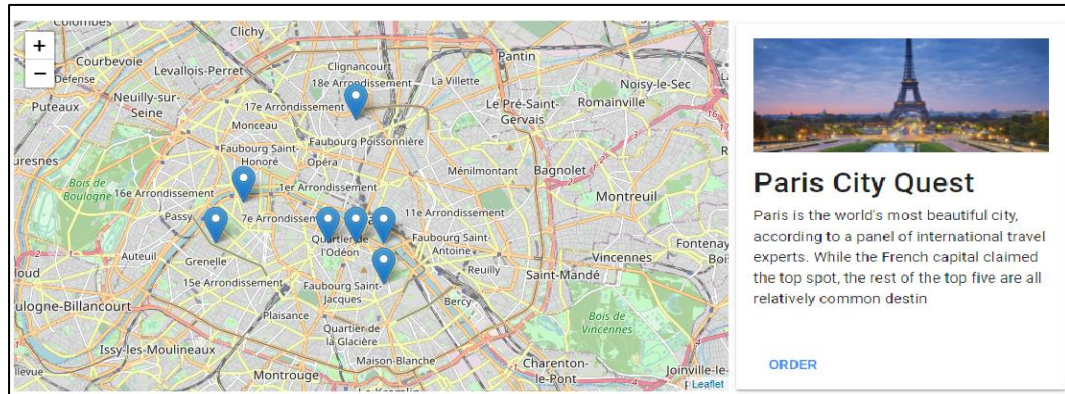 Colombes
Clichy
Pantin
Courbevoie
Clignancourt
Levallois-Perret
18e Arrondissement
La Villette
Noisy-le-Sec
Défense
Neuilly-sur-
Seine
17e Arrondissement
Le Pré-Saint-
Gervais
Romainville
Puteaux
Monceau
Faubourg Poissonnière
Faubourg Saint-
Honoré
Opéra
Ménilmontant
Bagnolet
uresnes
Bois de
Boulogne
16e Arrondissement
1er Arrondissement
Montreuil
Passy
7e Arrondissem
11e Arrondissement
Quartier de
l'Odéon
Faubourg Saint-
Antoine
Auteuil
Grenelle
Reuilly
Vincennes
Fontenay-
Boi
loud
15e Arrondissement
Faubourg Saint-
Jacques
Saint-Mandé
Bercy
ulogne-Billancourt
Plaisance
Bois de
Vincennes
Quartier de
la Glacière
Issy-les-Moulineaux
Maison-Blanche
Charenton-
le-Pont
Joinville-
le-
Montrouge
Leaflet
+
−
Paris City Quest
Paris is the world's most beautiful city,
according to a panel of international travel
experts. While the French capital claimed
the top spot, the rest of the top five are all
relatively common destin
ORDER